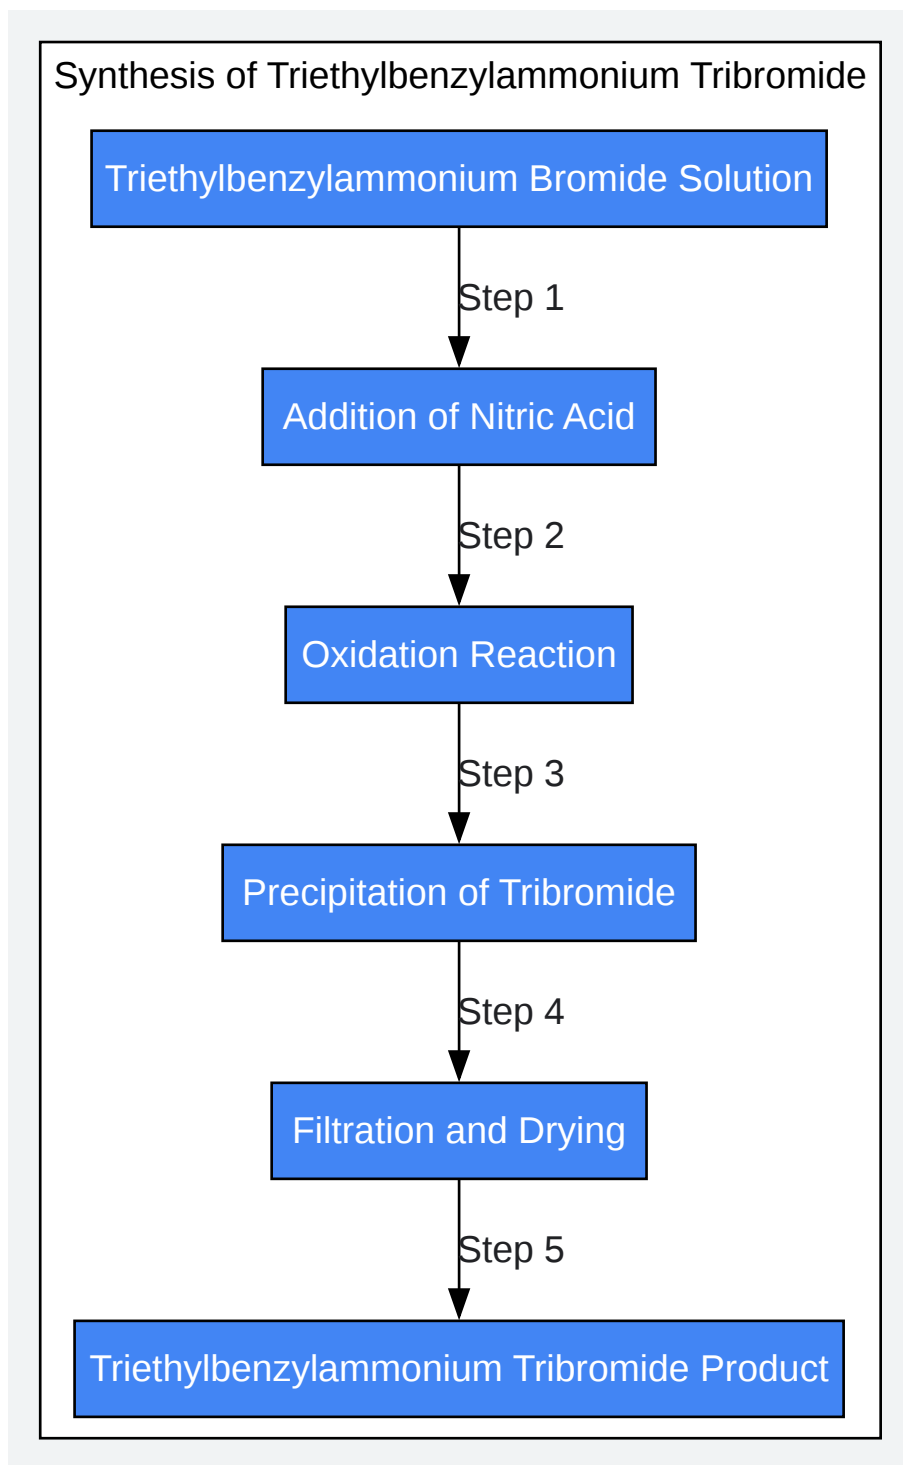 Synthesis of Triethylbenzylammonium Tribromide
Triethylbenzylammonium Bromide Solution
Step 1
Addition of Nitric Acid
Step 2
Oxidation Reaction
Step 3
Precipitation of Tribromide
Step 4
Filtration and Drying
Step 5
Triethylbenzylammonium Tribromide Product